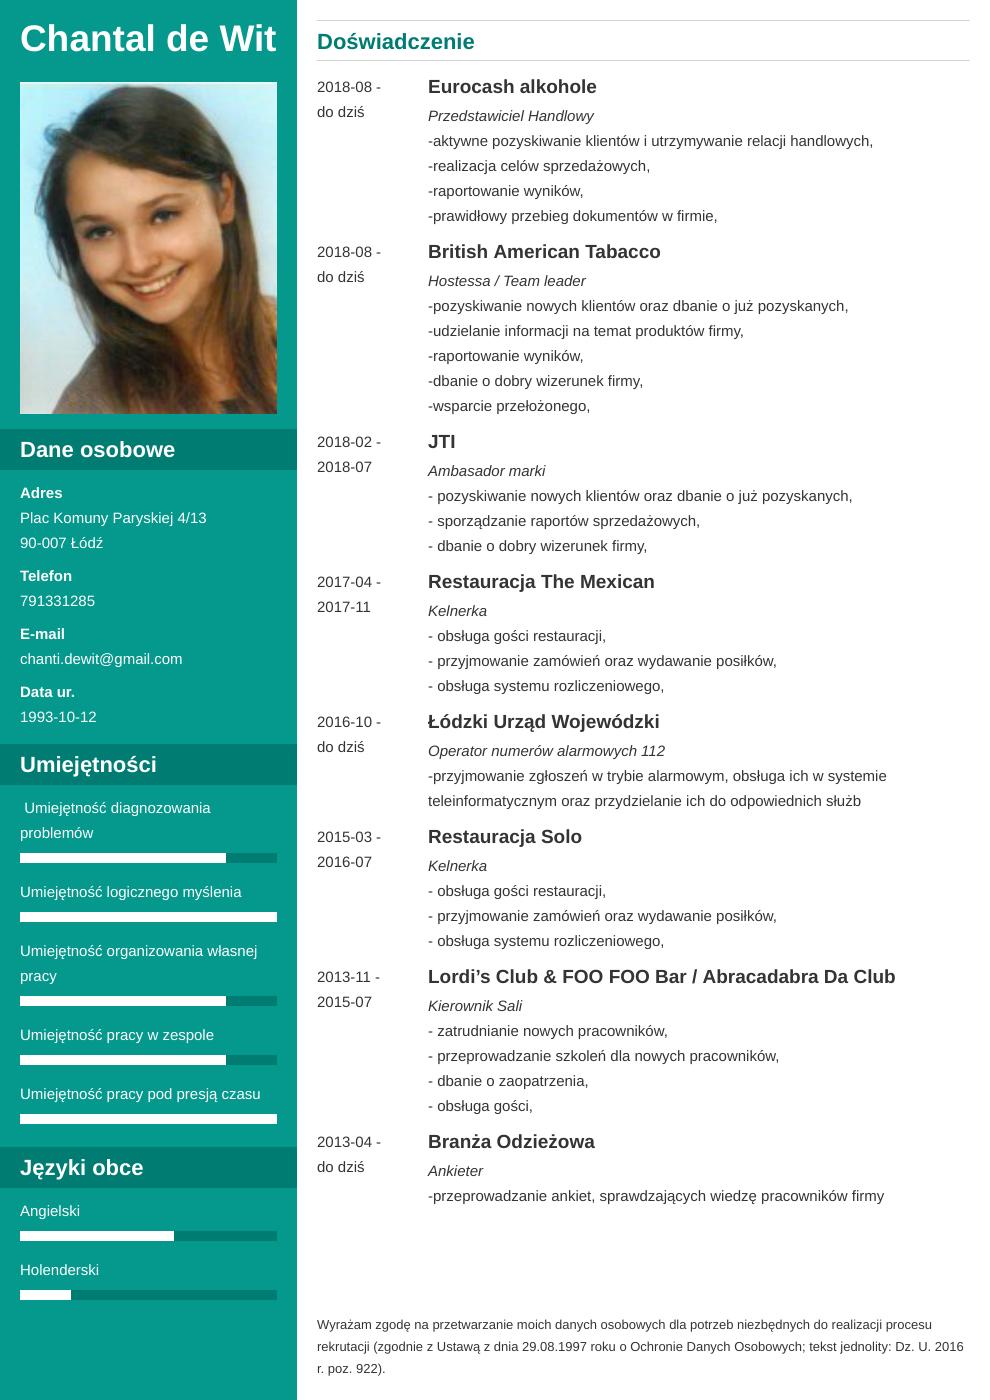 Chantal de Wit
Dane osobowe
Adres
Plac Komuny Paryskiej 4/13
90-007 Łódź
Telefon
791331285
E-mail
chanti.dewit@gmail.com
Data ur.
1993-10-12
Umiejętności
Umiejętność diagnozowania
problemów
Umiejętność logicznego myślenia
Umiejętność organizowania własnej
pracy
Umiejętność pracy w zespole
Umiejętność pracy pod presją czasu
Języki obce
Angielski
Holenderski
Doświadczenie
2018-08 -
do dziś
Eurocash alkohole
Przedstawiciel Handlowy
-aktywne pozyskiwanie klientów i utrzymywanie relacji handlowych,
-realizacja celów sprzedażowych,
-raportowanie wyników,
-prawidłowy przebieg dokumentów w firmie,
2018-08 -
do dziś
British American Tabacco
Hostessa / Team leader
-pozyskiwanie nowych klientów oraz dbanie o już pozyskanych,
-udzielanie informacji na temat produktów firmy,
-raportowanie wyników,
-dbanie o dobry wizerunek firmy,
-wsparcie przełożonego,
2018-02 -
2018-07
JTI
Ambasador marki
- pozyskiwanie nowych klientów oraz dbanie o już pozyskanych,
- sporządzanie raportów sprzedażowych,
- dbanie o dobry wizerunek firmy,
2017-04 -
2017-11
Restauracja The Mexican
Kelnerka
- obsługa gości restauracji,
- przyjmowanie zamówień oraz wydawanie posiłków,
- obsługa systemu rozliczeniowego,
2016-10 -
do dziś
Łódzki Urząd Wojewódzki
Operator numerów alarmowych 112
-przyjmowanie zgłoszeń w trybie alarmowym, obsługa ich w systemie
teleinformatycznym oraz przydzielanie ich do odpowiednich służb
2015-03 -
2016-07
Restauracja Solo
Kelnerka
- obsługa gości restauracji,
- przyjmowanie zamówień oraz wydawanie posiłków,
- obsługa systemu rozliczeniowego,
2013-11 -
2015-07
Lordi’s Club & FOO FOO Bar / Abracadabra Da Club
Kierownik Sali
- zatrudnianie nowych pracowników,
- przeprowadzanie szkoleń dla nowych pracowników,
- dbanie o zaopatrzenia,
- obsługa gości,
2013-04 -
do dziś
Branża Odzieżowa
Ankieter
-przeprowadzanie ankiet, sprawdzających wiedzę pracowników firmy
Wyrażam zgodę na przetwarzanie moich danych osobowych dla potrzeb niezbędnych do realizacji procesu
rekrutacji (zgodnie z Ustawą z dnia 29.08.1997 roku o Ochronie Danych Osobowych; tekst jednolity: Dz. U. 2016
r. poz. 922).